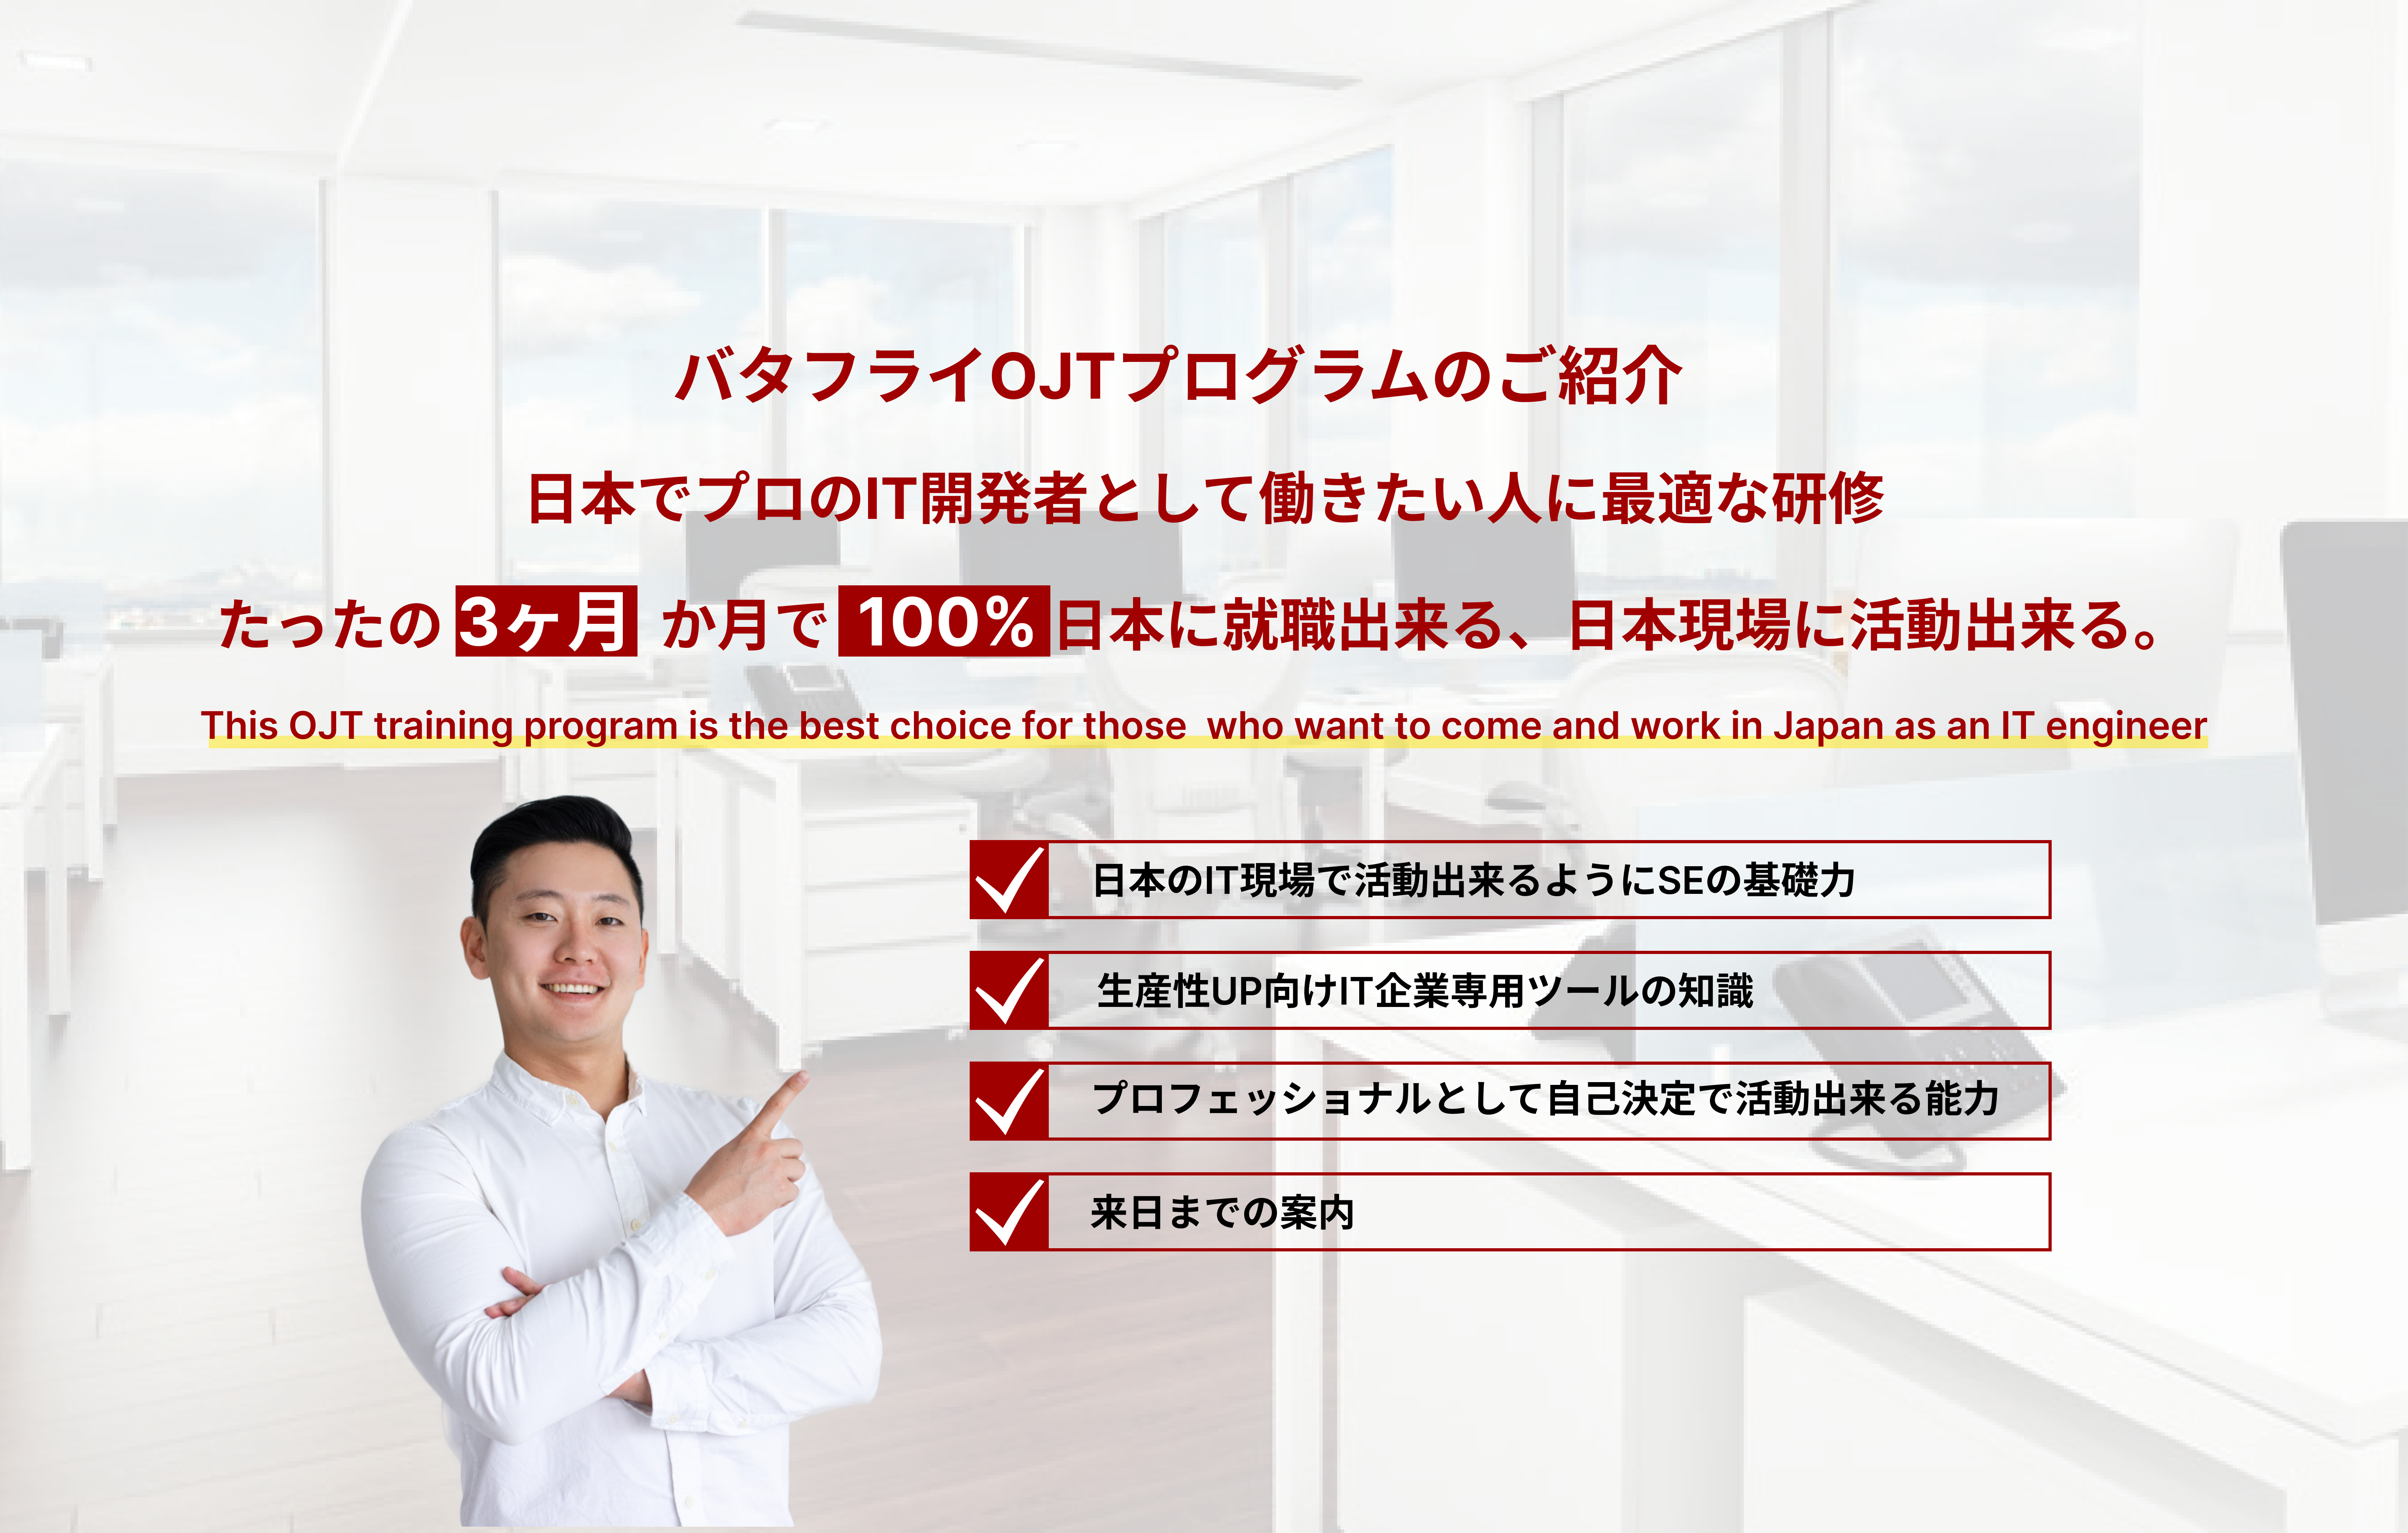 バタフライOJTプログラムのご紹介
日本でプロのIT開発者として働きたい人に最適な研修
たったの 3ヶ月 か月で 100% 日本に就職出来る、日本現場に活動出来る。
This OJT training program is the best choice for those who want to come and work in Japan as an IT engineer
日本のIT現場で活動出来るようにSEの基礎力
生産性UP向けIT企業専用ツールの知識
プロフェッショナルとして自己決定で活動出来る能力
来日までの案内